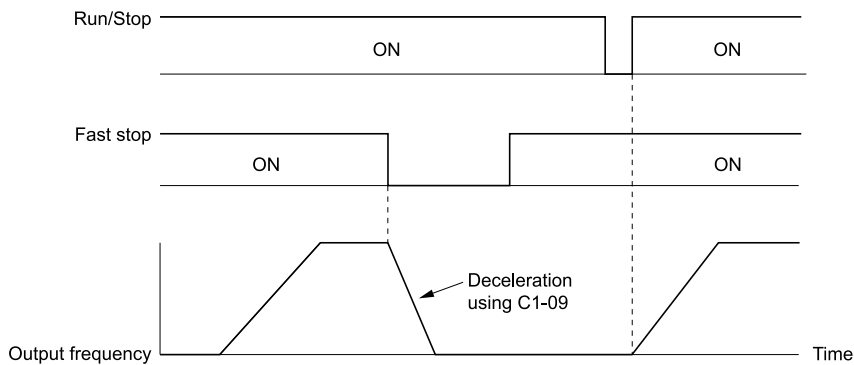 Run/Stop
ON
ON
Fast stop
ON
ON
Deceleration
using C1-09
Output frequency
Time